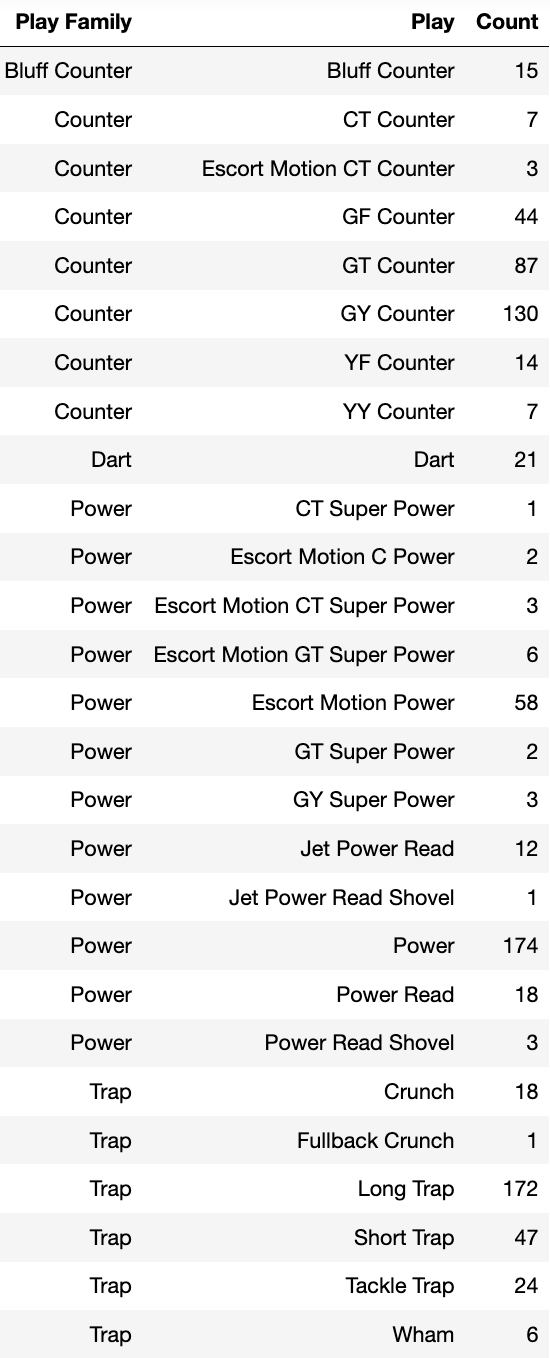 Play Family Play Count
Bluff Counter Bluff Counter 15
Counter CT Counter 7
Counter Escort Motion CT Counter 3
Counter GF Counter 44
Counter GT Counter 87
Counter GY Counter 130
Counter YF Counter 14
Counter YY Counter 7
Dart Dart 21
Power CT Super Power 1
Power Escort Motion C Power 2
Power Escort Motion CT Super Power 3
Power Escort Motion GT Super Power 6
Power Escort Motion Power 58
Power GT Super Power 2
Power GY Super Power 3
Power Jet Power Read 12
Power Jet Power Read Shovel 1
Power Power 174
Power Power Read 18
Power Power Read Shovel 3
Trap Crunch 18
Trap Fullback Crunch 1
Trap Long Trap 172
Trap Short Trap 47
Trap Tackle Trap 24
Trap Wham 6